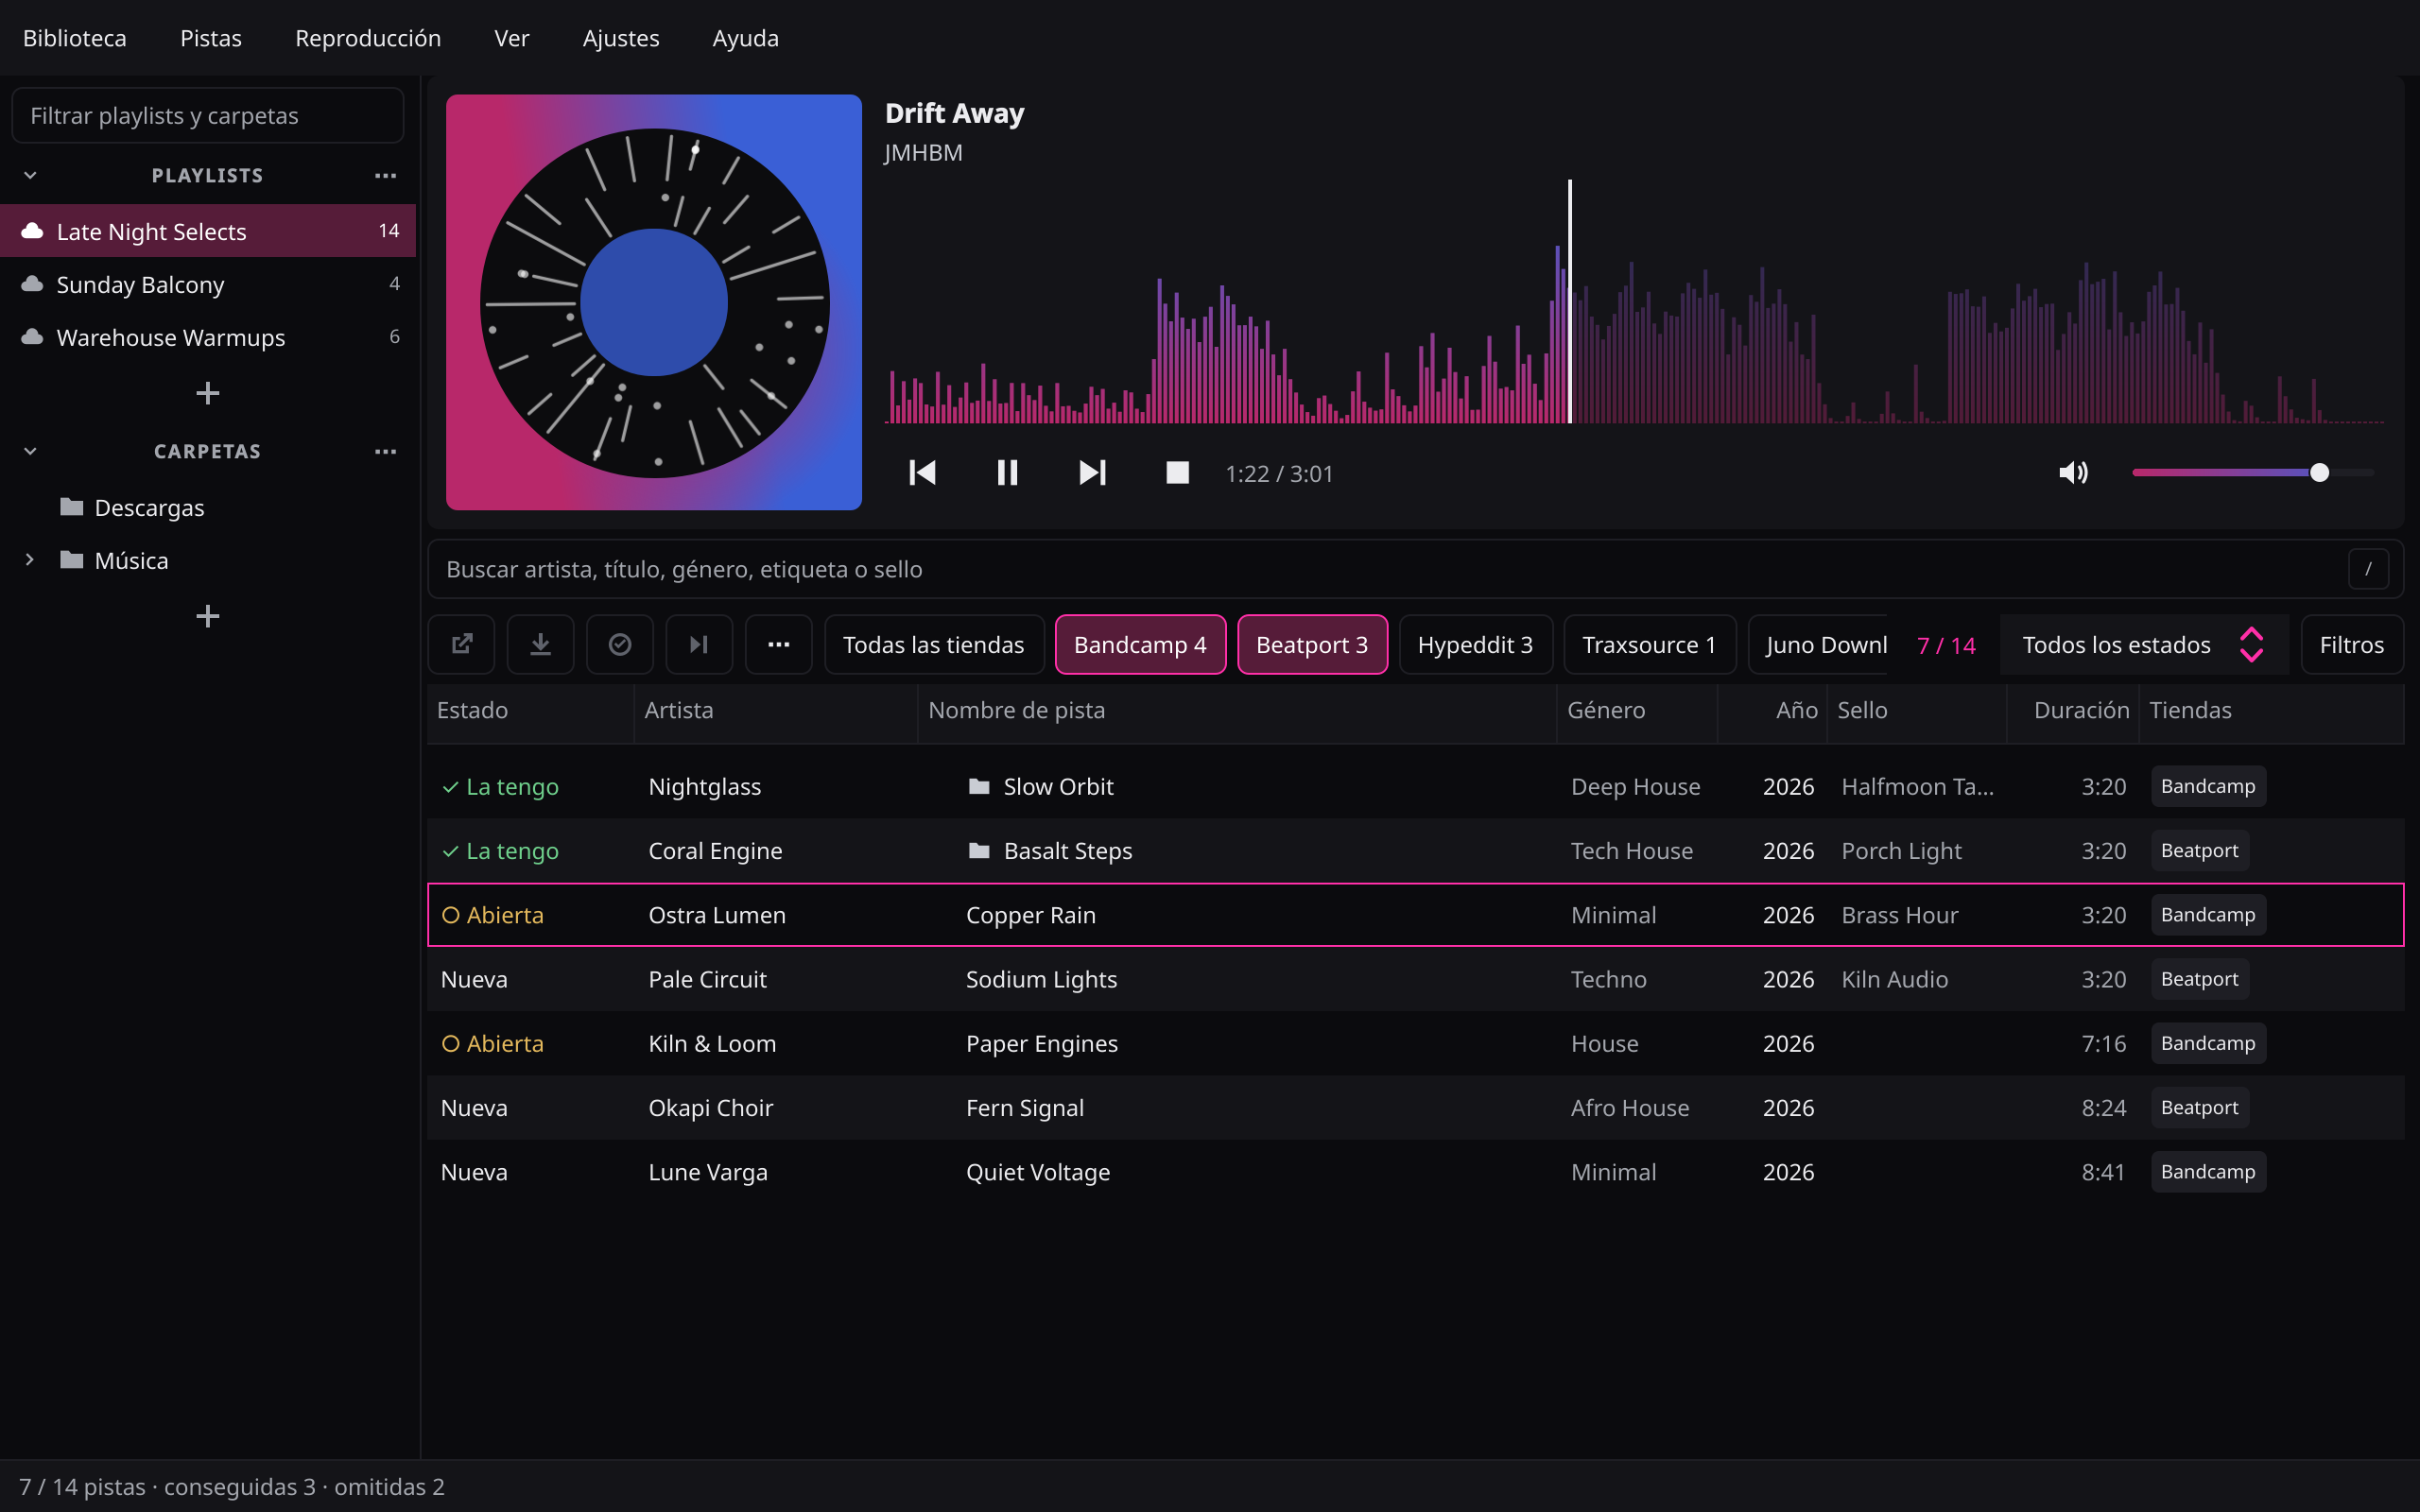 Biblioteca Pistas Reproducción Ver Ajustes Ayuda
Filtrar playlists y carpetas
PLAYLISTS
Late Night Selects 14
Sunday Balcony 4
Warehouse Warmups 6
CARPETAS
Descargas
Música
Drift Away
JMHBM
1:22 / 3:01
Buscar artista, título, género, etiqueta o sello /
Todas las tiendas Bandcamp 4 Beatport 3 Hypeddit 3 Traxsource 1 Juno Downl 7 / 14 Todos los estados Filtros
Estado Artista Nombre de pista Género Año Sello Duración Tiendas
La tengo Nightglass Slow Orbit Deep House 2026 Halfmoon Ta... 3:20 Bandcamp
La tengo Coral Engine Basalt Steps Tech House 2026 Porch Light 3:20 Beatport
Abierta Ostra Lumen Copper Rain Minimal 2026 Brass Hour 3:20 Bandcamp
Nueva Pale Circuit Sodium Lights Techno 2026 Kiln Audio 3:20 Beatport
Abierta Kiln & Loom Paper Engines House 2026 7:16 Bandcamp
Nueva Okapi Choir Fern Signal Afro House 2026 8:24 Beatport
Nueva Lune Varga Quiet Voltage Minimal 2026 8:41 Bandcamp
7 / 14 pistas · conseguidas 3 · omitidas 2